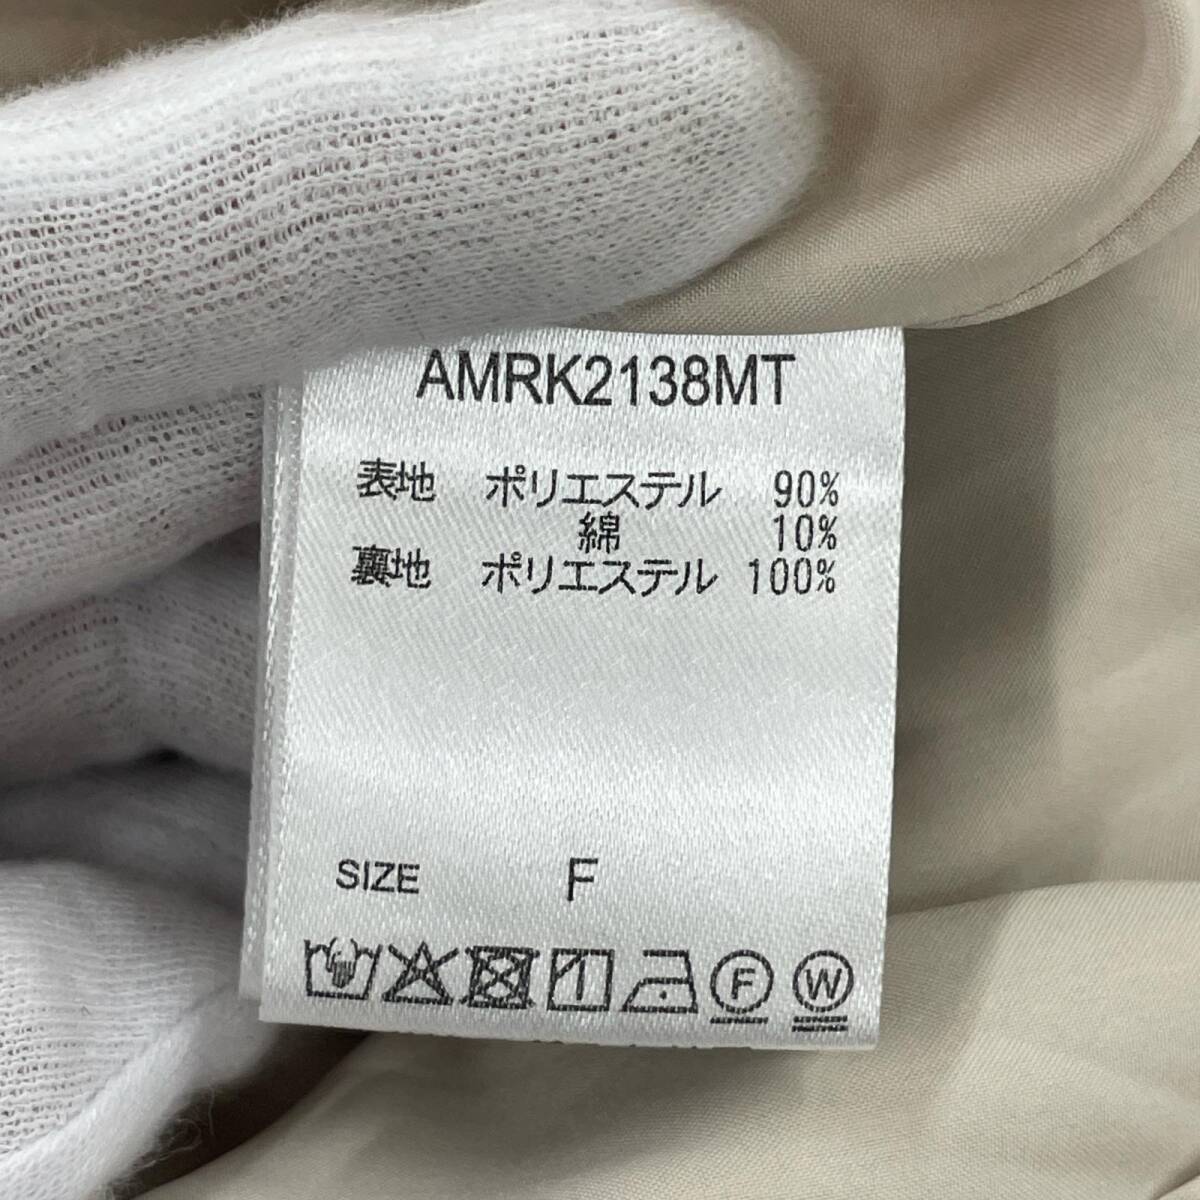 AMRK2138MT
表地 ポリエステル 90%
綿 10%
裏地 ポリエステル 100%
SIZE F
F W